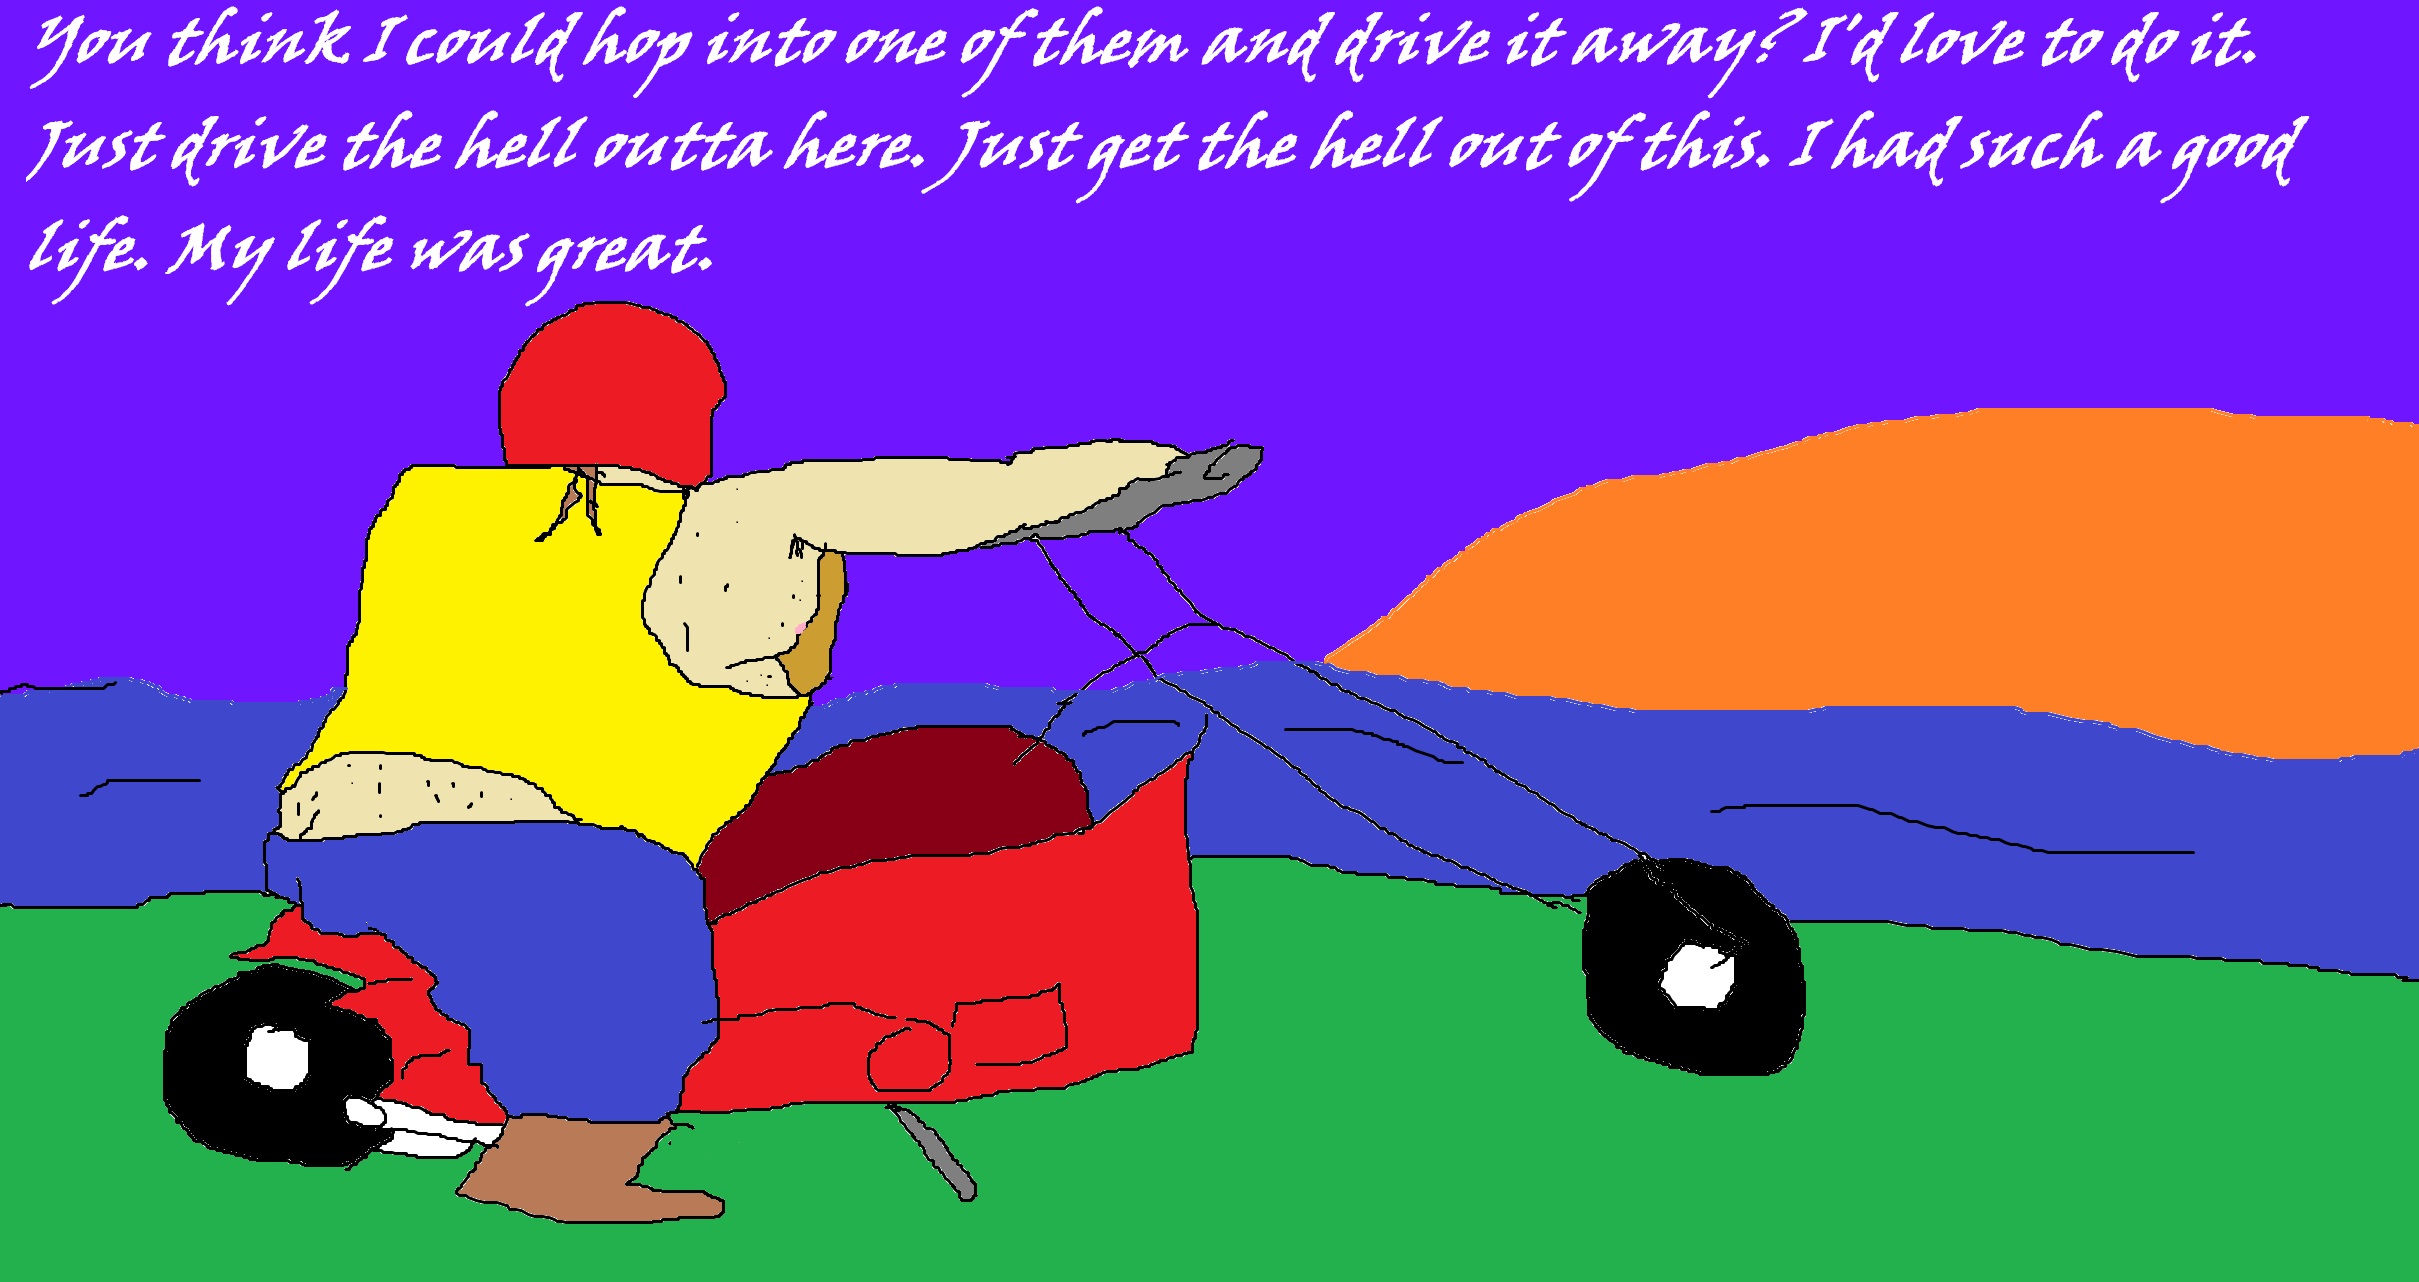 You think I could hop into one of them and drive it away? I'd love to do it.
Just drive the hell outta here. Just get the hell out of this. I had such a good
life. My life was great.